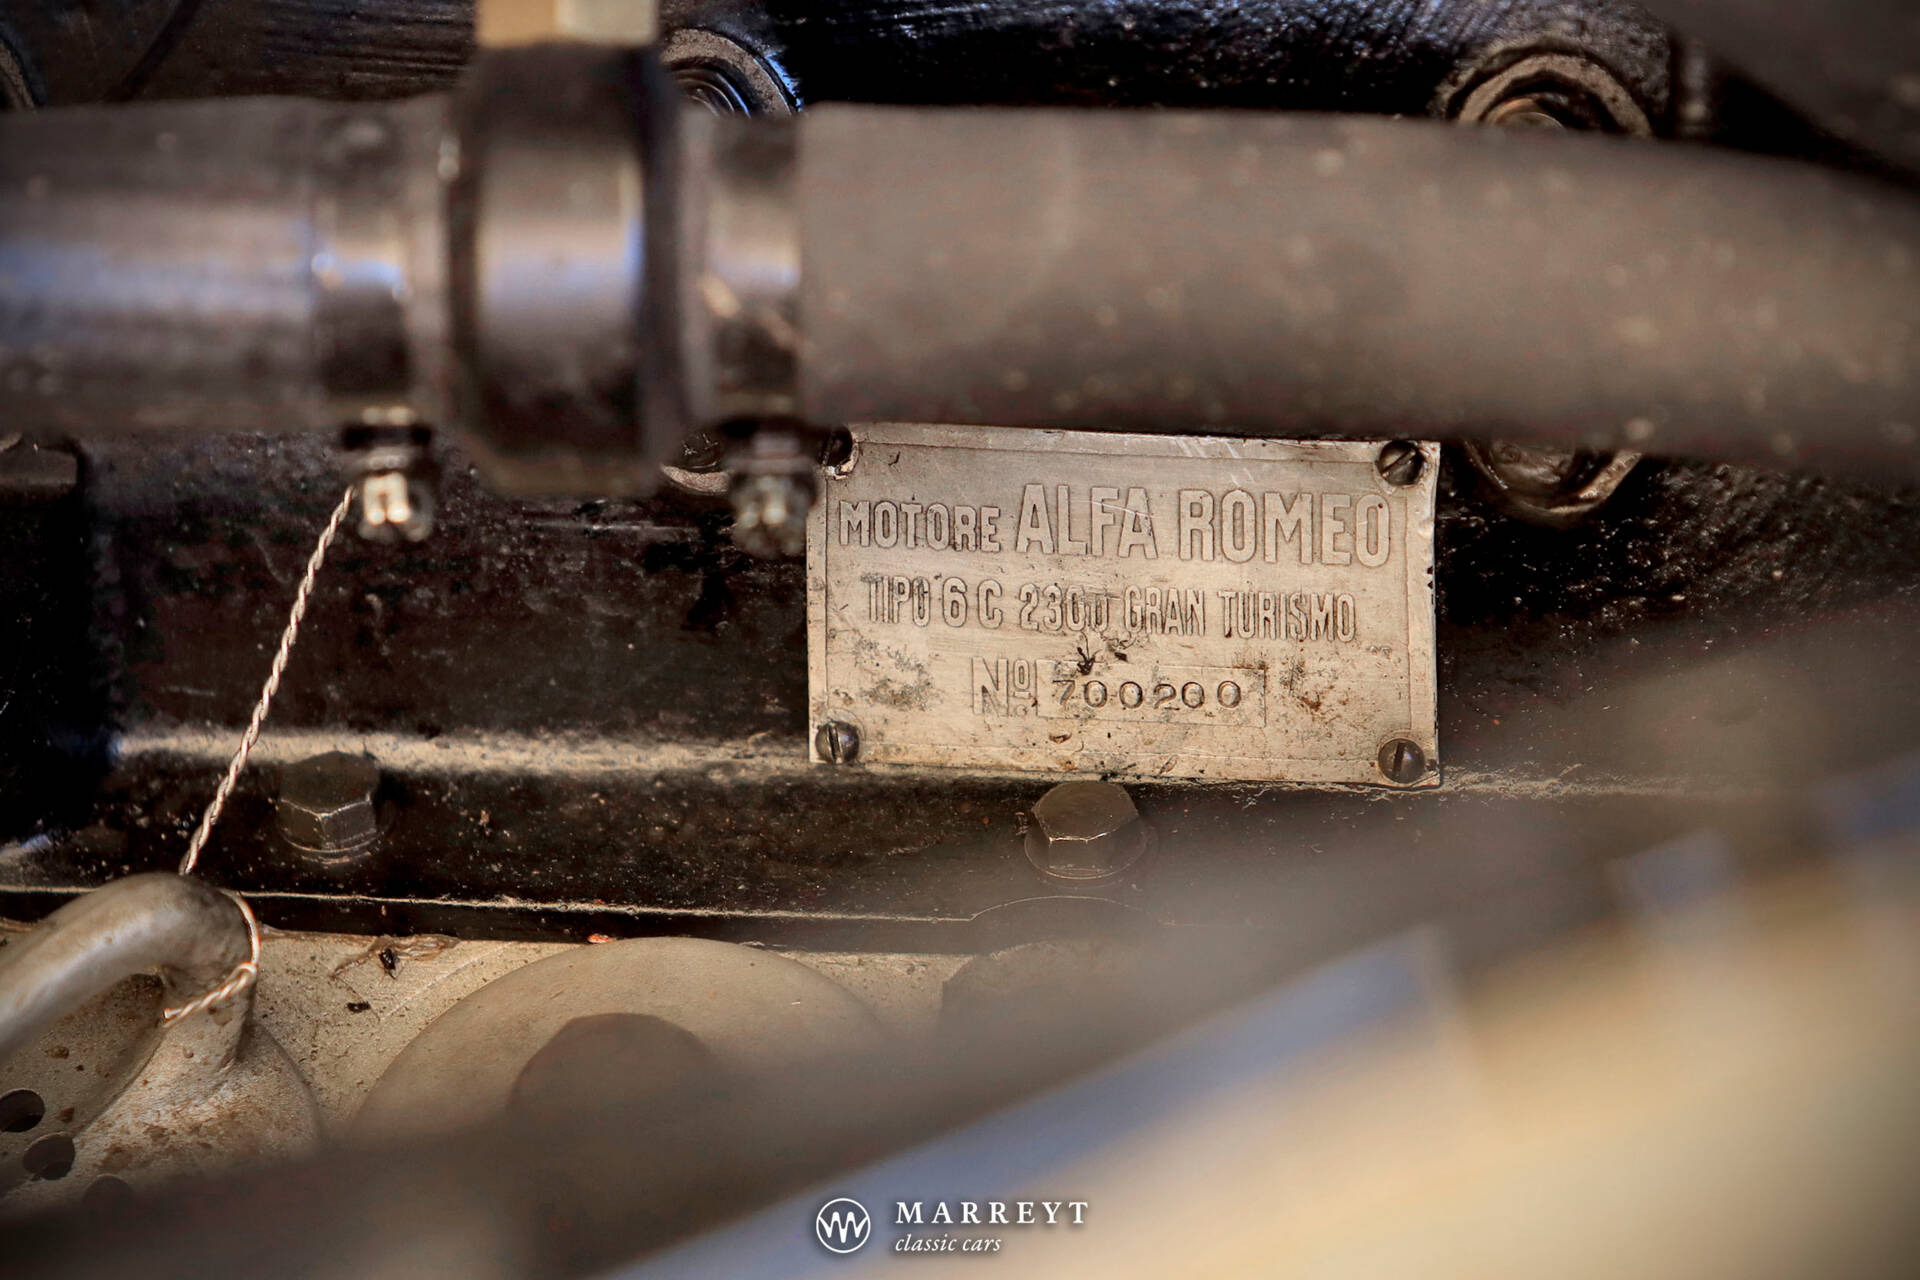 MOTORE ALFA ROMEO
TIPO 6 C 2300 GRAN TURISMO
Nº 700200
MARREYT
classic cars